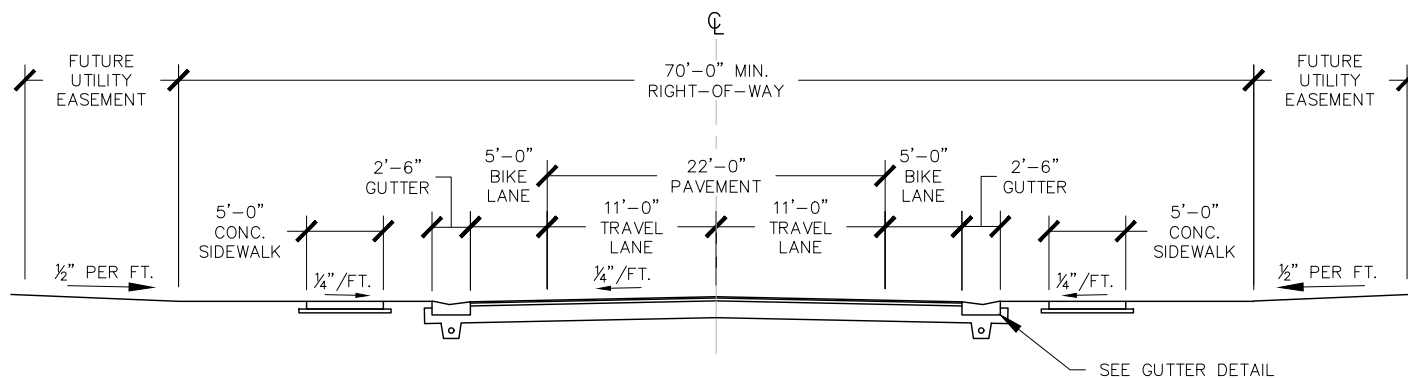 ℄
FUTURE
UTILITY
EASEMENT
70'-0" MIN.
RIGHT-OF-WAY
FUTURE
UTILITY
EASEMENT
2'-6"
GUTTER
5'-0"
BIKE
LANE
22'-0"
PAVEMENT
5'-0"
BIKE
LANE
2'-6"
GUTTER
5'-0"
CONC.
SIDEWALK
11'-0"
TRAVEL
LANE
11'-0"
TRAVEL
LANE
5'-0"
CONC.
SIDEWALK
½" PER FT.
¼"/FT.
¼"/FT.
¼"/FT.
½" PER FT.
SEE GUTTER DETAIL